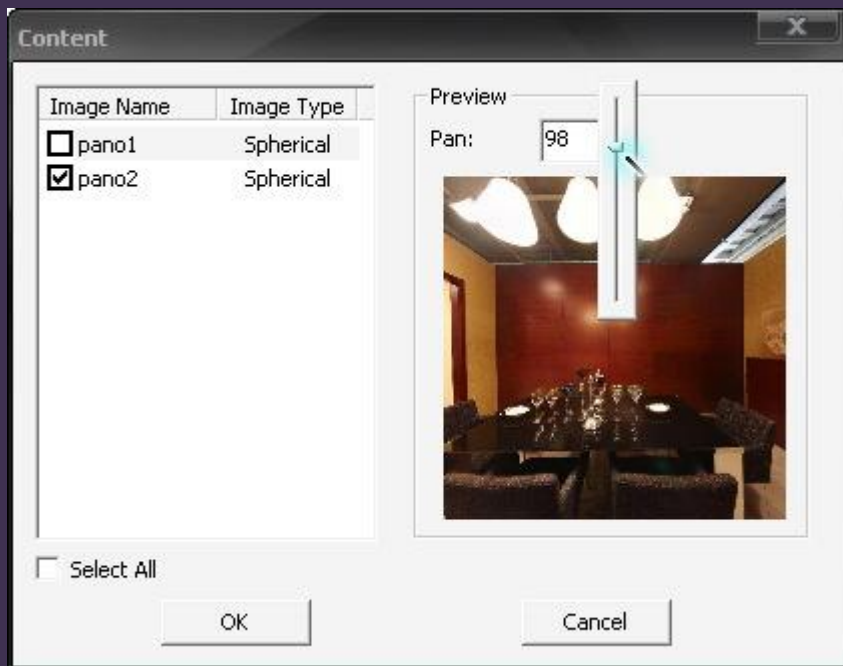 Content
X
Image Name Image Type
pano1 Spherical
pano2 Spherical
Select All
Preview
Pan: 98
OK Cancel